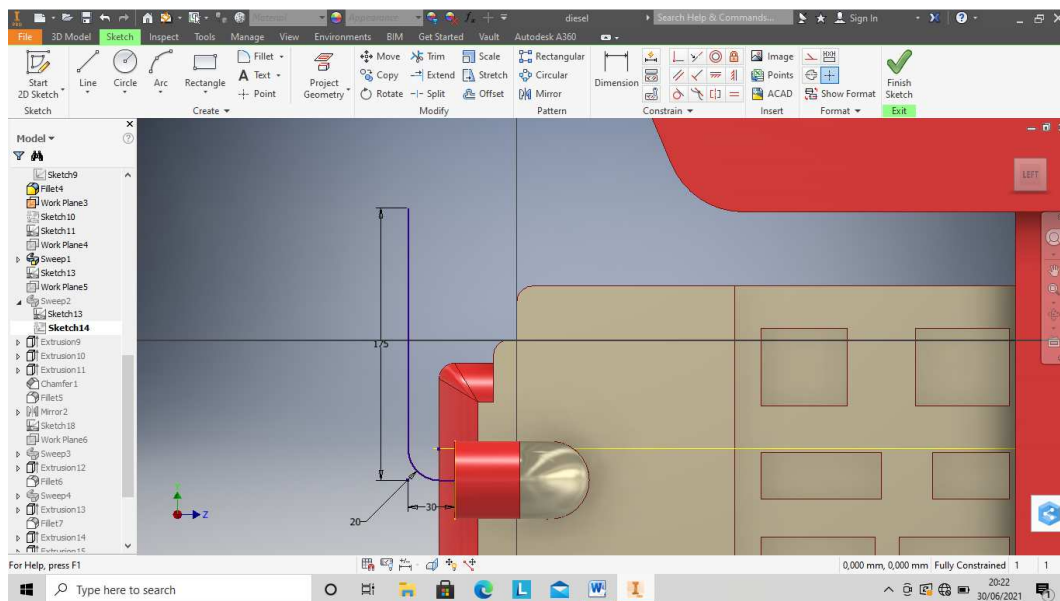 Material
Appearance
diesel
Search Help & Commands...
Sign In
PRO
File 3D Model Sketch Inspect Tools Manage View Environments BIM Get Started Vault Autodesk A360
Start
2D Sketch
Line
Circle
Arc
Rectangle
Fillet
Text
Point
Project
Geometry
Move
Copy
Rotate
Trim
Extend
Split
Scale
Stretch
Offset
Rectangular
Circular
Mirror
Dimension
Image
Points
ACAD
Show Format
Finish
Sketch
Sketch
Create
Modify
Pattern
Constrain
Insert
Format
Exit
Model
Sketch9
Fillet4
Work Plane3
Sketch10
Sketch11
Work Plane4
Sweep1
Sketch13
Work Plane5
Sweep2
Sketch13
Sketch14
Extrusion9
Extrusion10
Extrusion11
Chamfer1
Fillet5
Mirror2
Sketch18
Work Plane6
Sweep3
Extrusion12
Fillet6
Sweep4
Extrusion13
Fillet7
Extrusion14
Extrusion15
LEFT
175
30
20
Y
Z
For Help, press F1
0,000 mm, 0,000 mm Fully Constrained 1 1
Type here to search
20:22
30/06/2021